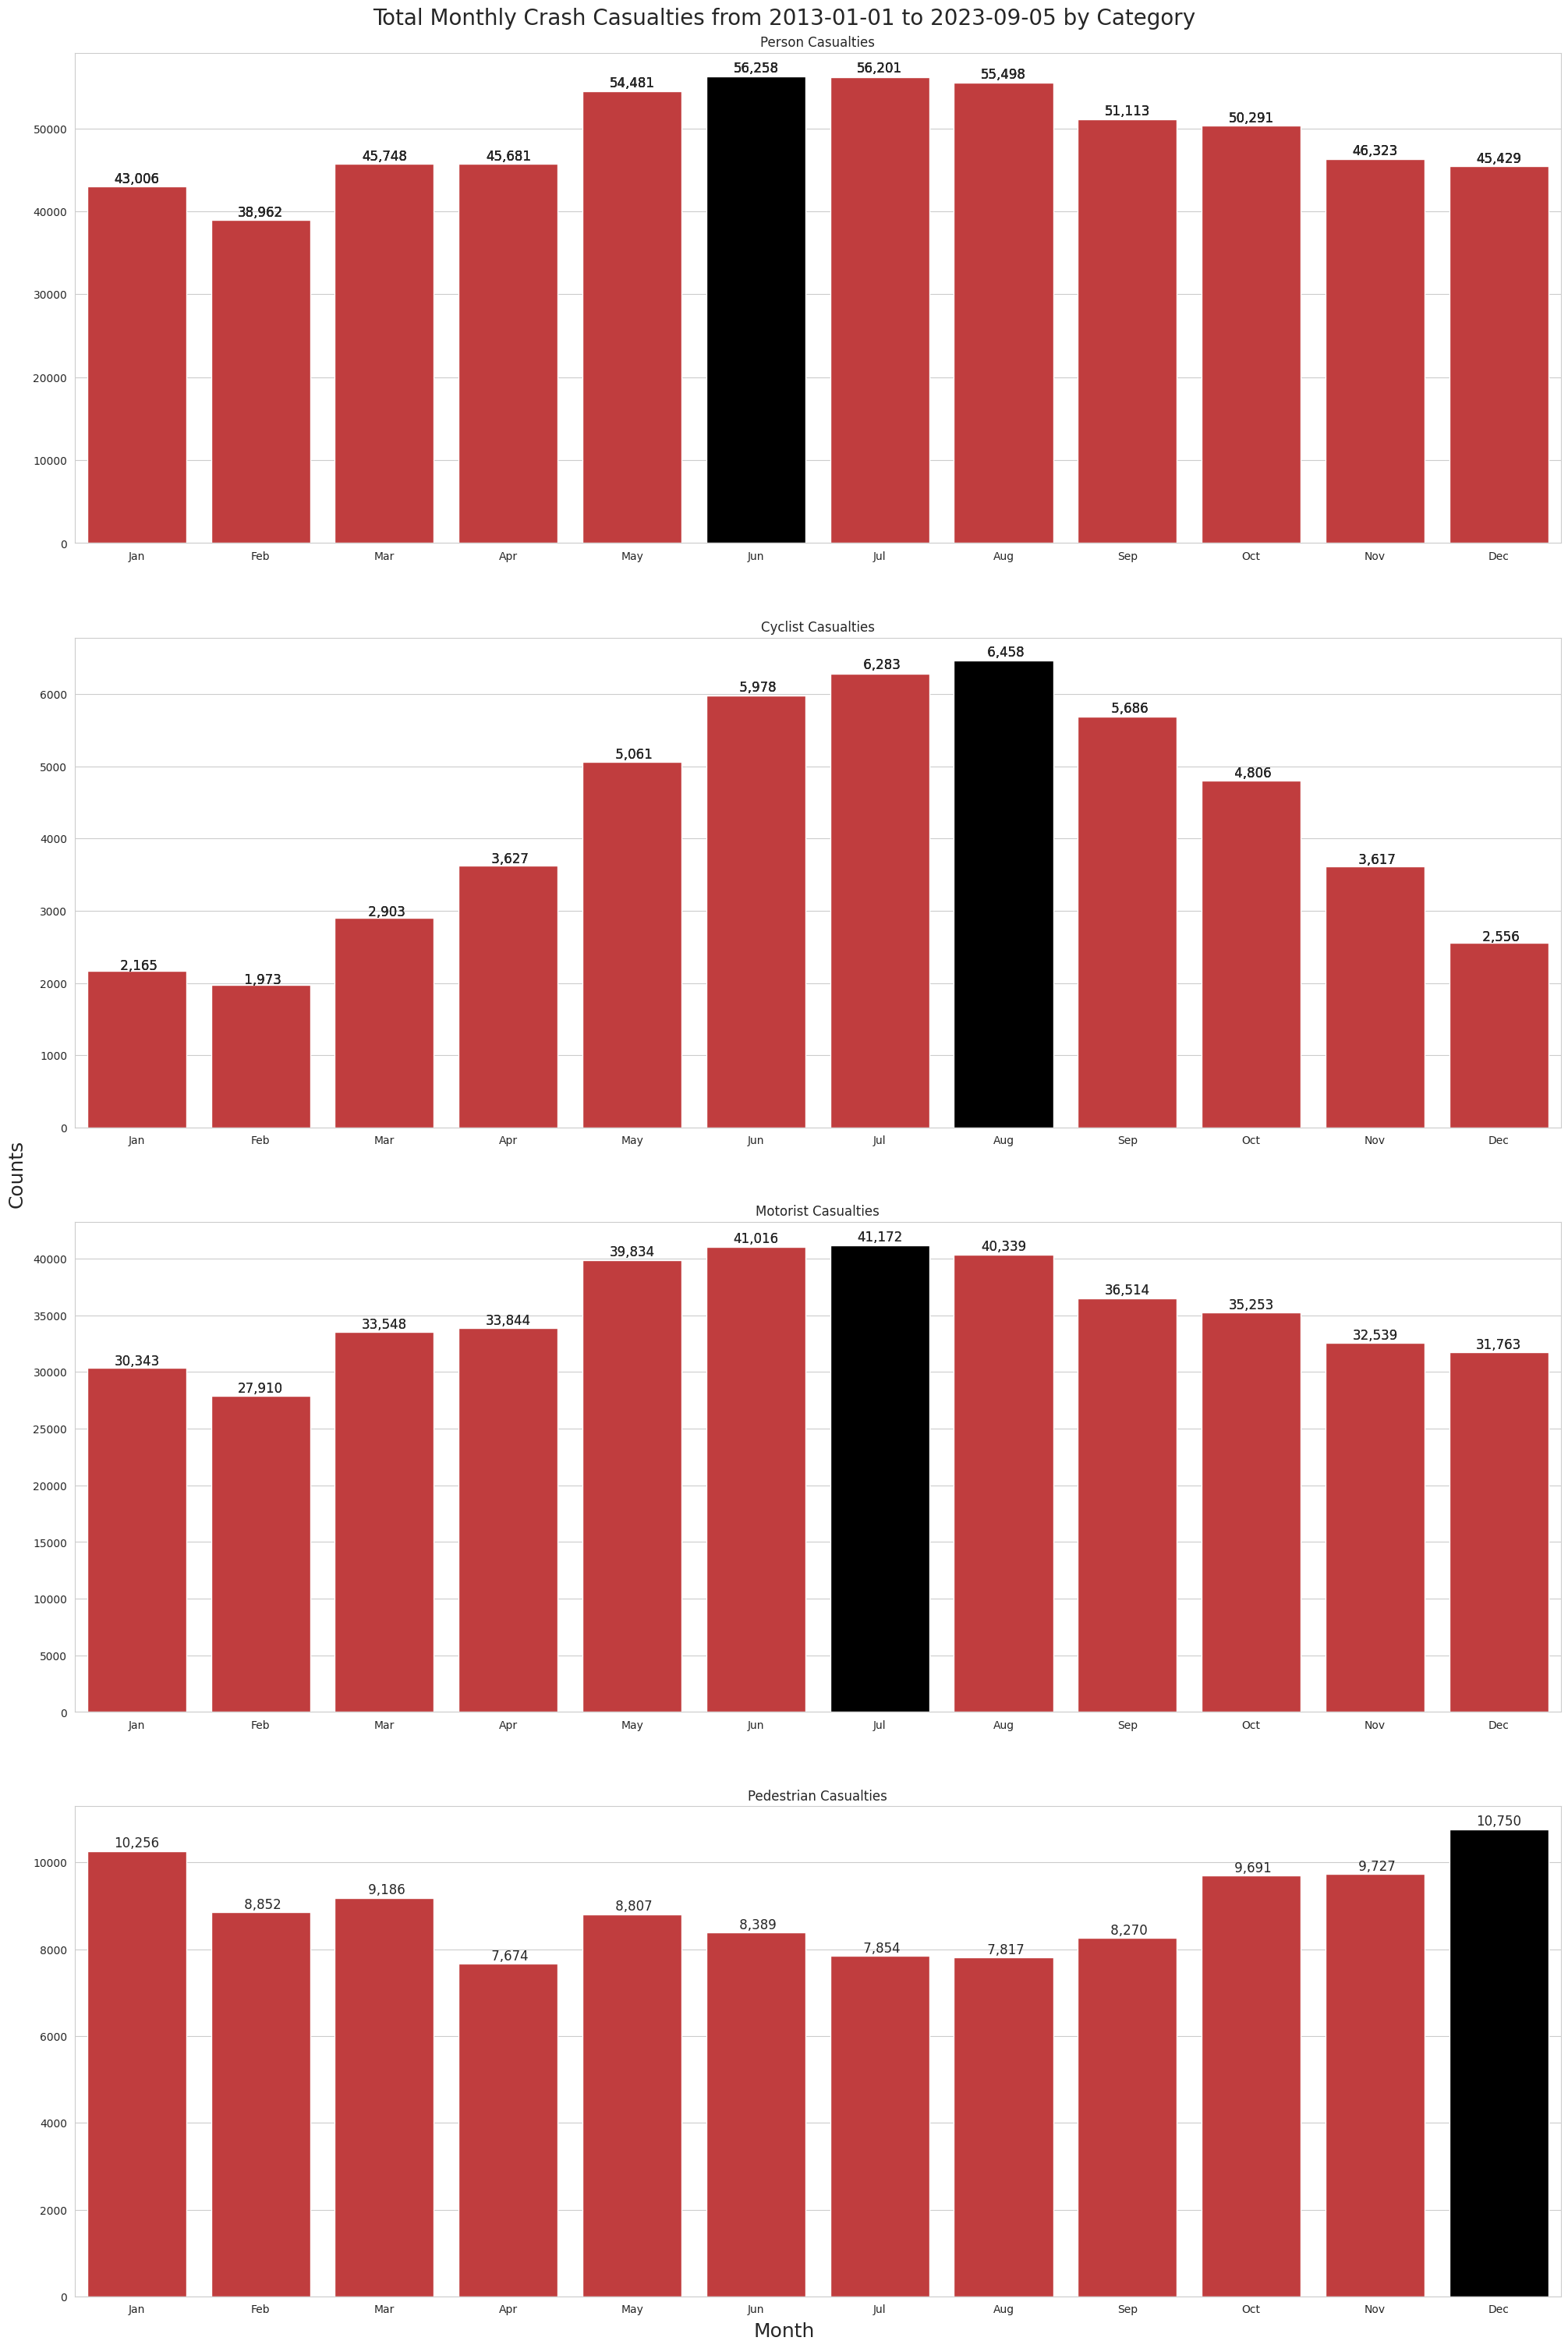 Total Monthly Crash Casualties from 2013-01-01 to 2023-09-05 by Category
Person Casualties
43,006 38,962 45,748 45,681 54,481 56,258 56,201 55,498 51,113 50,291 46,323 45,429
50000
40000
30000
20000
10000
0
Jan Feb Mar Apr May Jun Jul Aug Sep Oct Nov Dec
Cyclist Casualties
2,165 1,973 2,903 3,627 5,061 5,978 6,283 6,458 5,686 4,806 3,617 2,556
6000
5000
4000
3000
2000
1000
0
Jan Feb Mar Apr May Jun Jul Aug Sep Oct Nov Dec
Counts
Motorist Casualties
30,343 27,910 33,548 33,844 39,834 41,016 41,172 40,339 36,514 35,253 32,539 31,763
40000
35000
30000
25000
20000
15000
10000
5000
0
Jan Feb Mar Apr May Jun Jul Aug Sep Oct Nov Dec
Pedestrian Casualties
10,256 8,852 9,186 7,674 8,807 8,389 7,854 7,817 8,270 9,691 9,727 10,750
10000
8000
6000
4000
2000
0
Jan Feb Mar Apr May Jun Jul Aug Sep Oct Nov Dec
Month